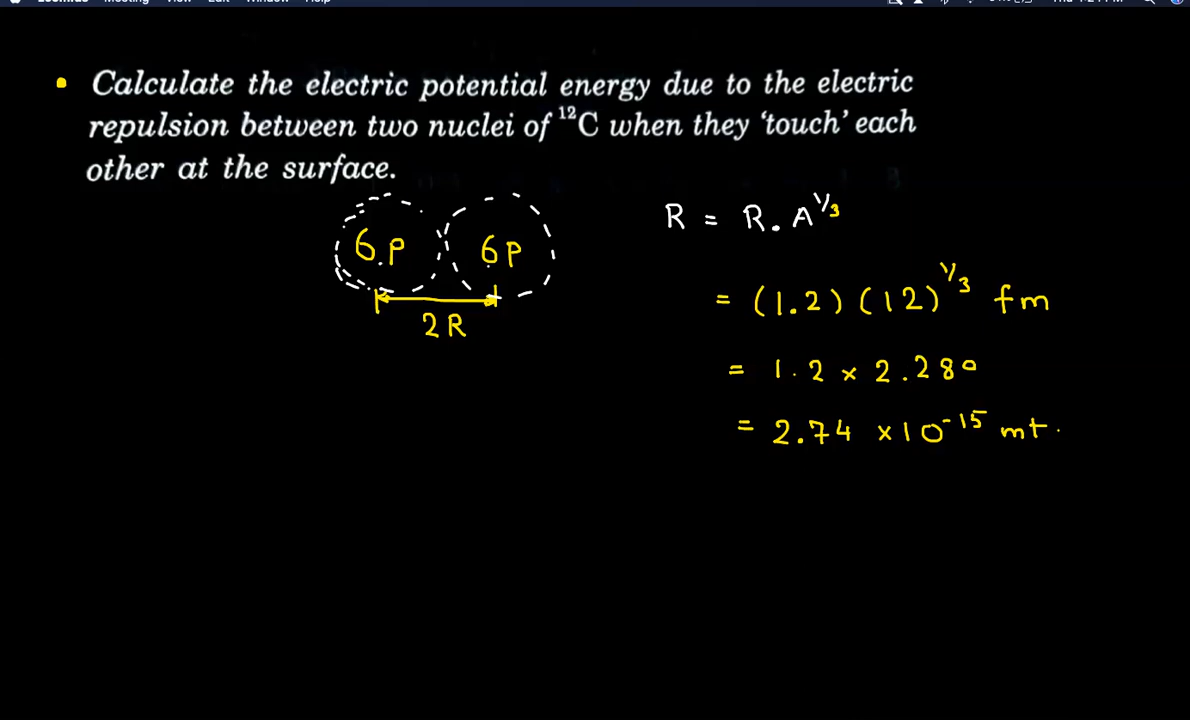 • Calculate the electric potential energy due to the electric
repulsion between two nuclei of ¹²C when they 'touch' each
other at the surface.
6.P 6P
2R
R = R. A^1/3
= (1.2) (12)^1/3 fm
= 1.2 × 2.280
= 2.74 × 10^-15 mt.